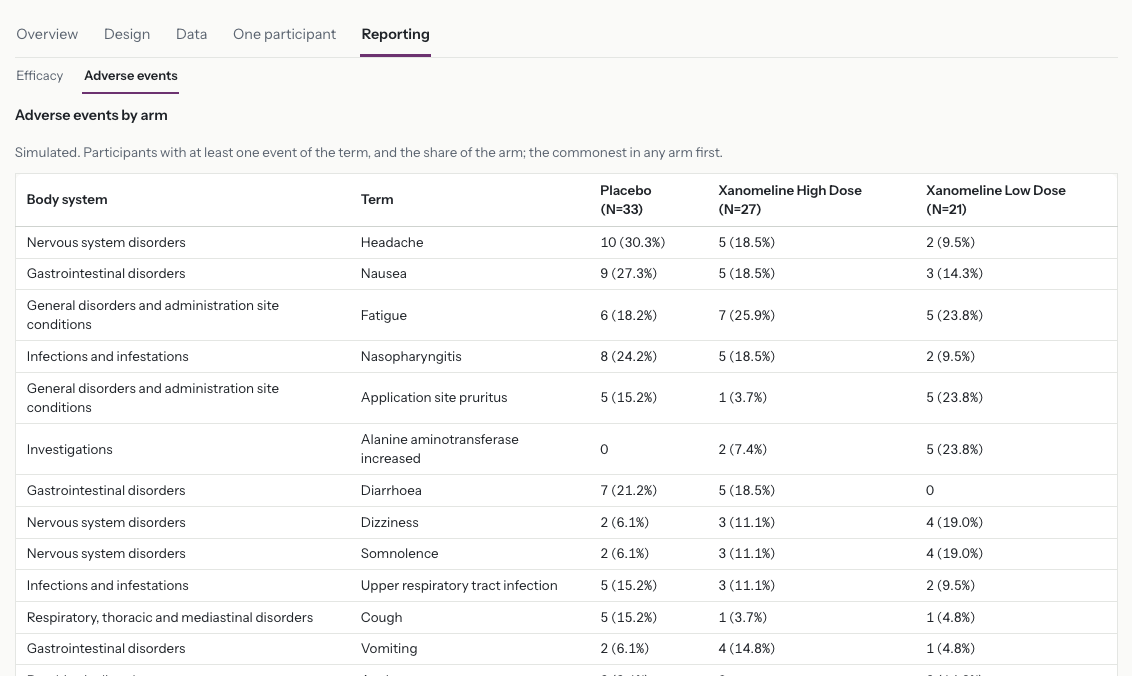 Overview Design Data One participant Reporting
Efficacy Adverse events
Adverse events by arm
Simulated. Participants with at least one event of the term, and the share of the arm; the commonest in any arm first.
Body system Term Placebo (N=33) Xanomeline High Dose (N=27) Xanomeline Low Dose (N=21)
Nervous system disorders Headache 10 (30.3%) 5 (18.5%) 2 (9.5%)
Gastrointestinal disorders Nausea 9 (27.3%) 5 (18.5%) 3 (14.3%)
General disorders and administration site conditions Fatigue 6 (18.2%) 7 (25.9%) 5 (23.8%)
Infections and infestations Nasopharyngitis 8 (24.2%) 5 (18.5%) 2 (9.5%)
General disorders and administration site conditions Application site pruritus 5 (15.2%) 1 (3.7%) 5 (23.8%)
Investigations Alanine aminotransferase increased 0 2 (7.4%) 5 (23.8%)
Gastrointestinal disorders Diarrhoea 7 (21.2%) 5 (18.5%) 0
Nervous system disorders Dizziness 2 (6.1%) 3 (11.1%) 4 (19.0%)
Nervous system disorders Somnolence 2 (6.1%) 3 (11.1%) 4 (19.0%)
Infections and infestations Upper respiratory tract infection 5 (15.2%) 3 (11.1%) 2 (9.5%)
Respiratory, thoracic and mediastinal disorders Cough 5 (15.2%) 1 (3.7%) 1 (4.8%)
Gastrointestinal disorders Vomiting 2 (6.1%) 4 (14.8%) 1 (4.8%)